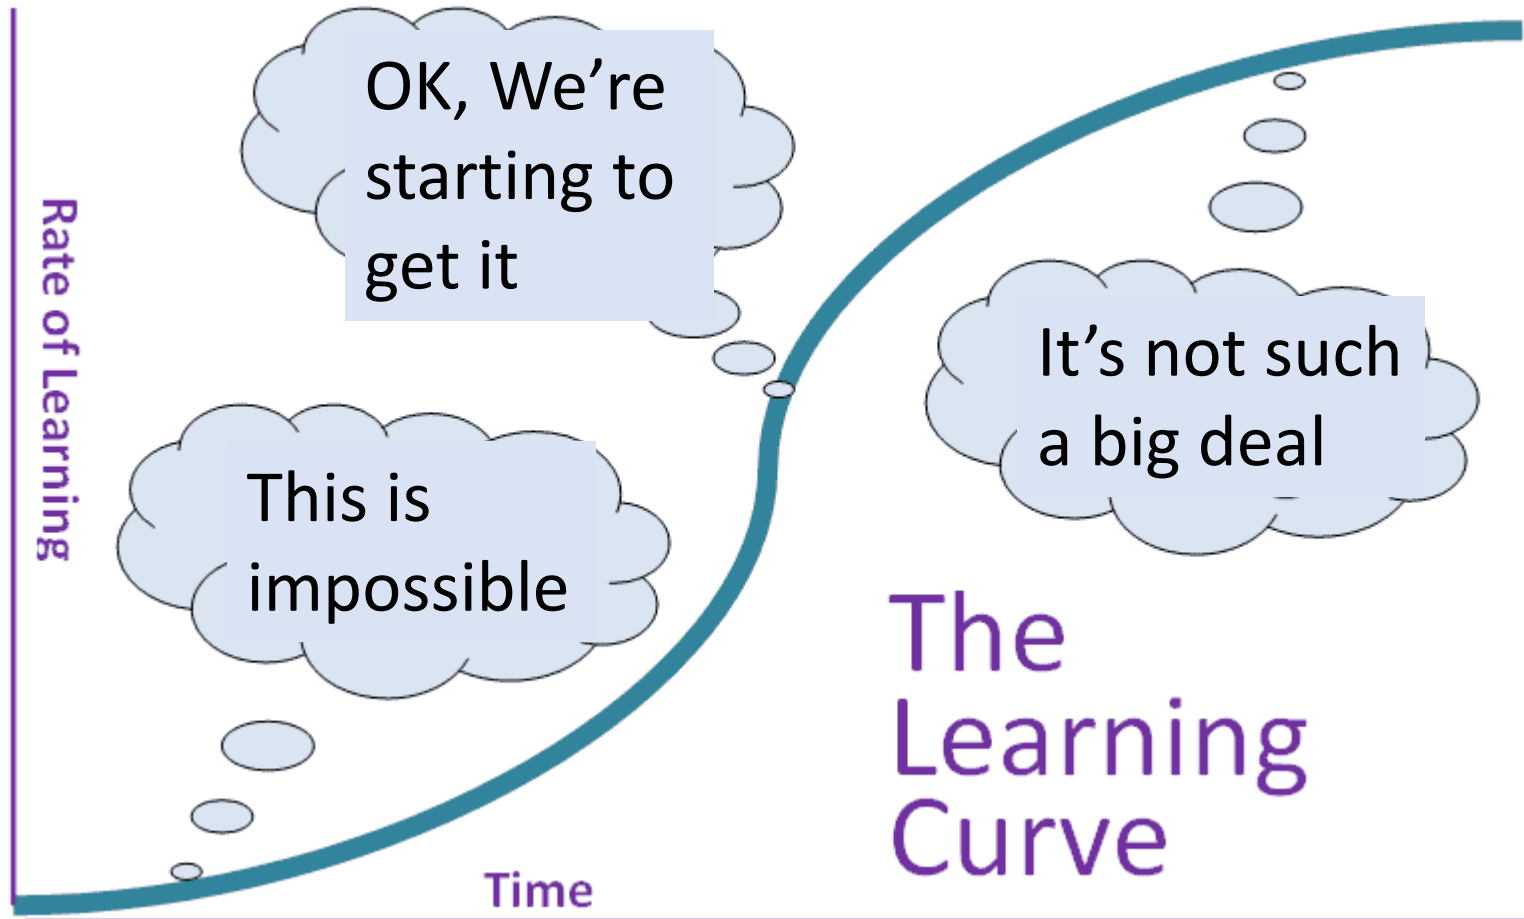 OK, We’re
starting to
get it
Rate of Learning
It’s not such
a big deal
This is
impossible
The
Learning
Curve
Time